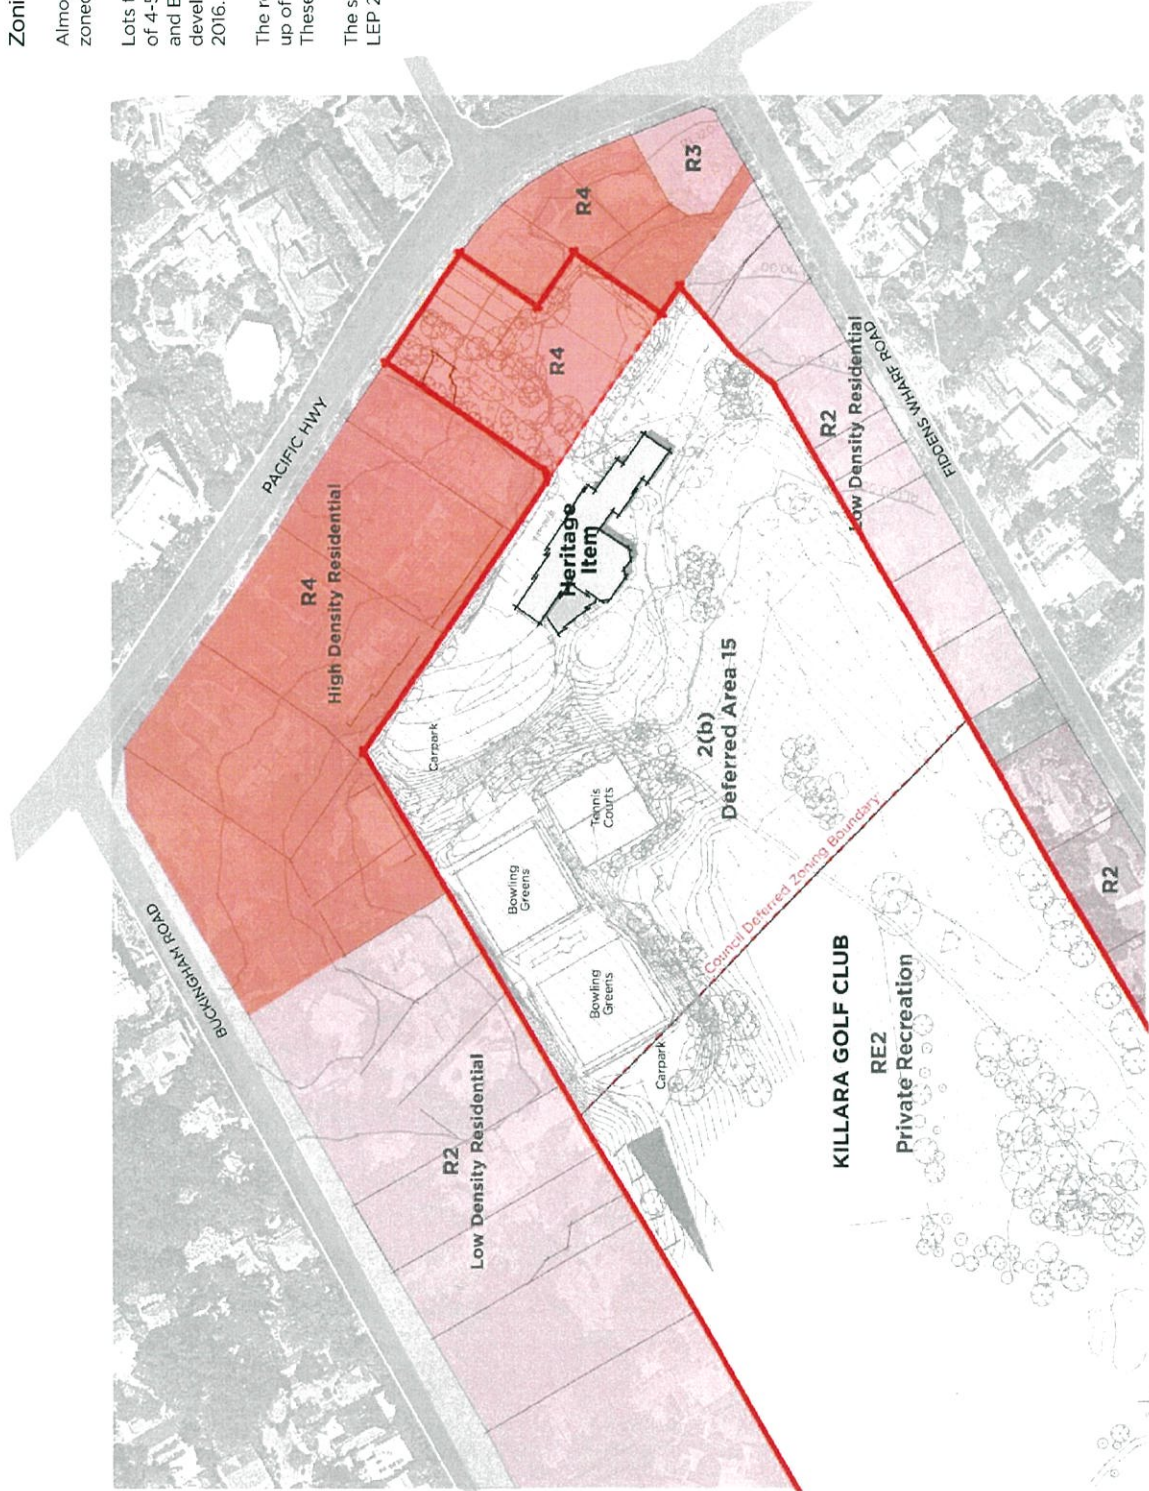 Zoni
Almo
zoned
Lots t
of 4-5
and B
devel
2016.
The r
up of
These
The s
LEP 2
PACIFIC HWY
R4
High Density Residential
R4
R4
R3
BUCKINGHAM ROAD
R2
Low Density Residential
Carpark
Heritage
Item
Bowling
Greens
Tennis
Courts
Bowling
Greens
Carpark
2(b)
Deferred Area 15
Council Deferred Zoning Boundary
R2
Low Density Residential
FIDDENS WHARF ROAD
R2
KILLARA GOLF CLUB
RE2
Private Recreation